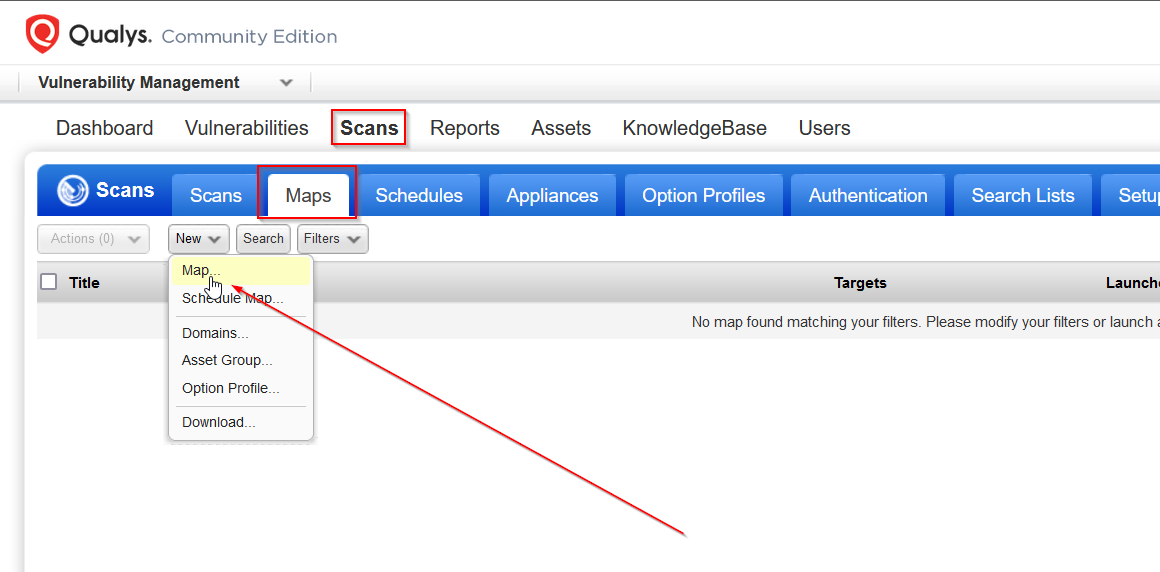 Qualys. Community Edition
Vulnerability Management
Dashboard Vulnerabilities Scans Reports Assets KnowledgeBase Users
Scans Scans Maps Schedules Appliances Option Profiles Authentication Search Lists Setup
Actions (0) New Search Filters
Title Targets Launche
Map...
Schedule Map...
No map found matching your filters. Please modify your filters or launch a
Domains...
Asset Group...
Option Profile...
Download...